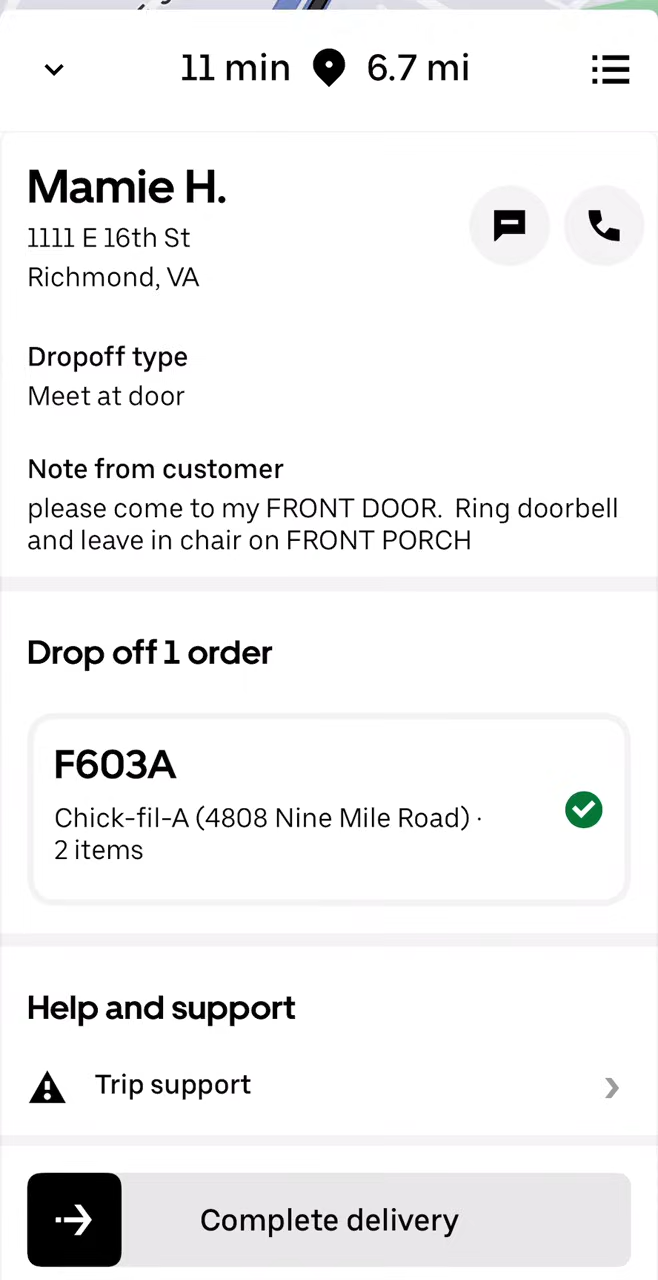 11 min 6.7 mi
Mamie H.
1111 E 16th St
Richmond, VA
Dropoff type
Meet at door
Note from customer
please come to my FRONT DOOR.  Ring doorbell
and leave in chair on FRONT PORCH
Drop off 1 order
F603A
Chick-fil-A (4808 Nine Mile Road) ·
2 items
Help and support
Trip support
Complete delivery